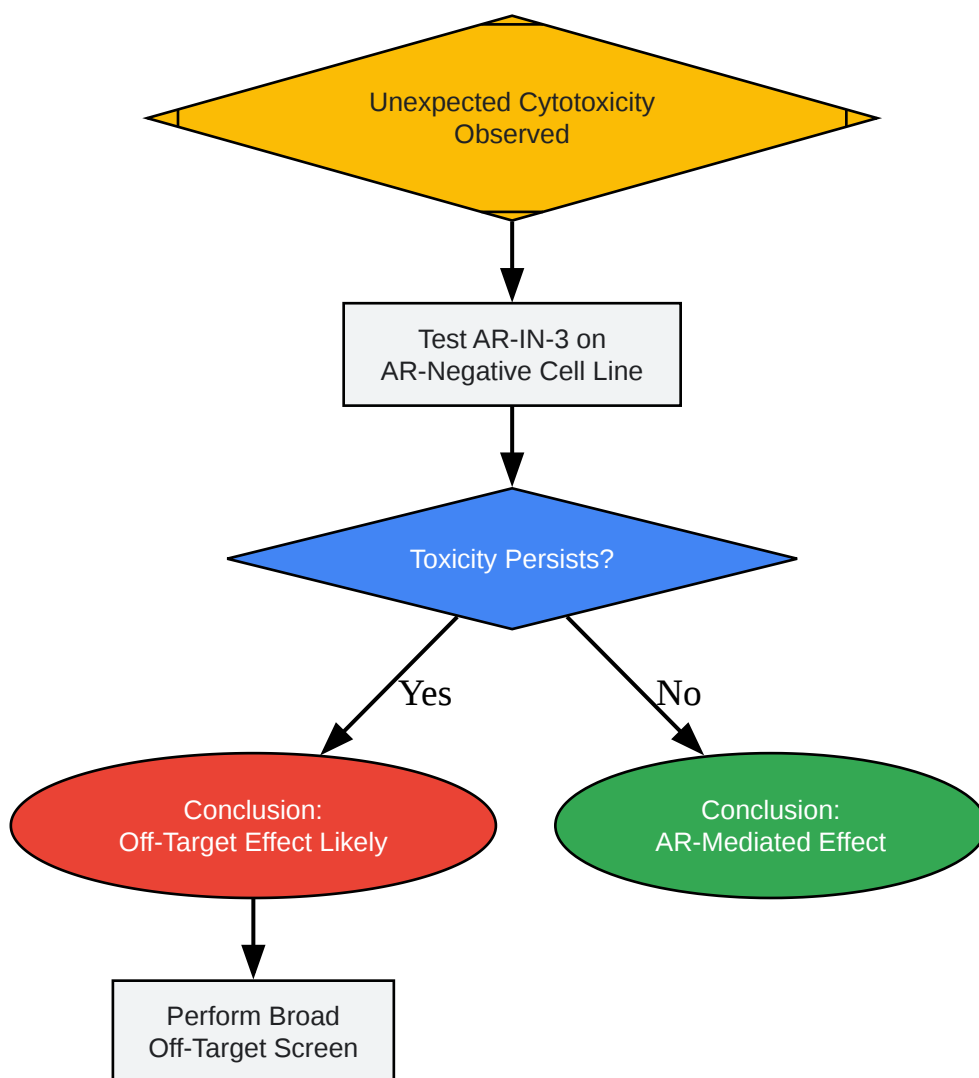 Unexpected Cytotoxicity
Observed
Test AR-IN-3 on
AR-Negative Cell Line
Toxicity Persists?
Yes
No
Conclusion:
Off-Target Effect Likely
Conclusion:
AR-Mediated Effect
Perform Broad
Off-Target Screen